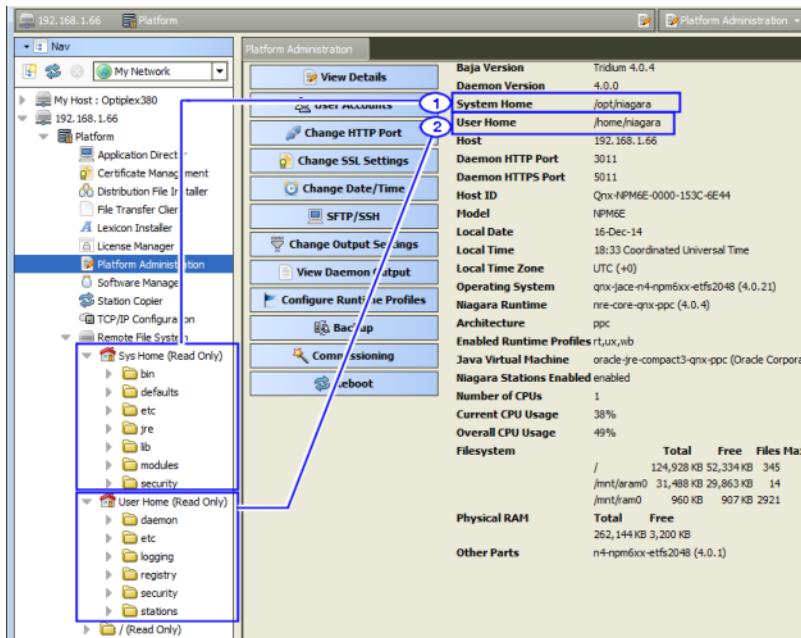 192.168.1.66 Platform Platform Administration
Nav
My Network
My Host : Optiplex380
192.168.1.66
Platform
Application Direct
Certificate Manag ment
Distribution File In taller
File Transfer Clien
Lexicon Installer
License Manager
Platform Administration
Software Manage
Station Copier
TCP/IP Configura on
Remote File System
Sys Home (Read Only)
bin
defaults
etc
jre
lib
modules
security
User Home (Read Only)
daemon
etc
logging
registry
security
stations
/ (Read Only)
Platform Administration
View Details
User Accounts
Change HTTP Port
Change SSL Settings
Change Date/Time
SFTP/SSH
Change Output Settings
View Daemon Output
Configure Runtime Profiles
Backup
Commissioning
Reboot
1
2
Baja Version Tridium 4.0.4
Daemon Version 4.0.0
System Home /opt/niagara
User Home /home/niagara
Host 192.168.1.66
Daemon HTTP Port 3011
Daemon HTTPS Port 5011
Host ID Qnx-NPM6E-0000-153C-6E44
Model NPM6E
Local Date 16-Dec-14
Local Time 18:33 Coordinated Universal Time
Local Time Zone UTC (+0)
Operating System qnx-jace-n4-npm6xx-etfs2048 (4.0.21)
Niagara Runtime nre-core-qnx-ppc (4.0.4)
Architecture ppc
Enabled Runtime Profiles rt,ux,wb
Java Virtual Machine oracle-jre-compact3-qnx-ppc (Oracle Corpora
Niagara Stations Enabled enabled
Number of CPUs 1
Current CPU Usage 38%
Overall CPU Usage 49%
Filesystem Total Free Files Max
/ 124,928 KB 52,334 KB 345
/mnt/aram0 31,488 KB 29,863 KB 14
/mnt/ram0 960 KB 907 KB 2921
Physical RAM Total Free
262,144 KB 3,200 KB
Other Parts n4-npm6xx-etfs2048 (4.0.1)